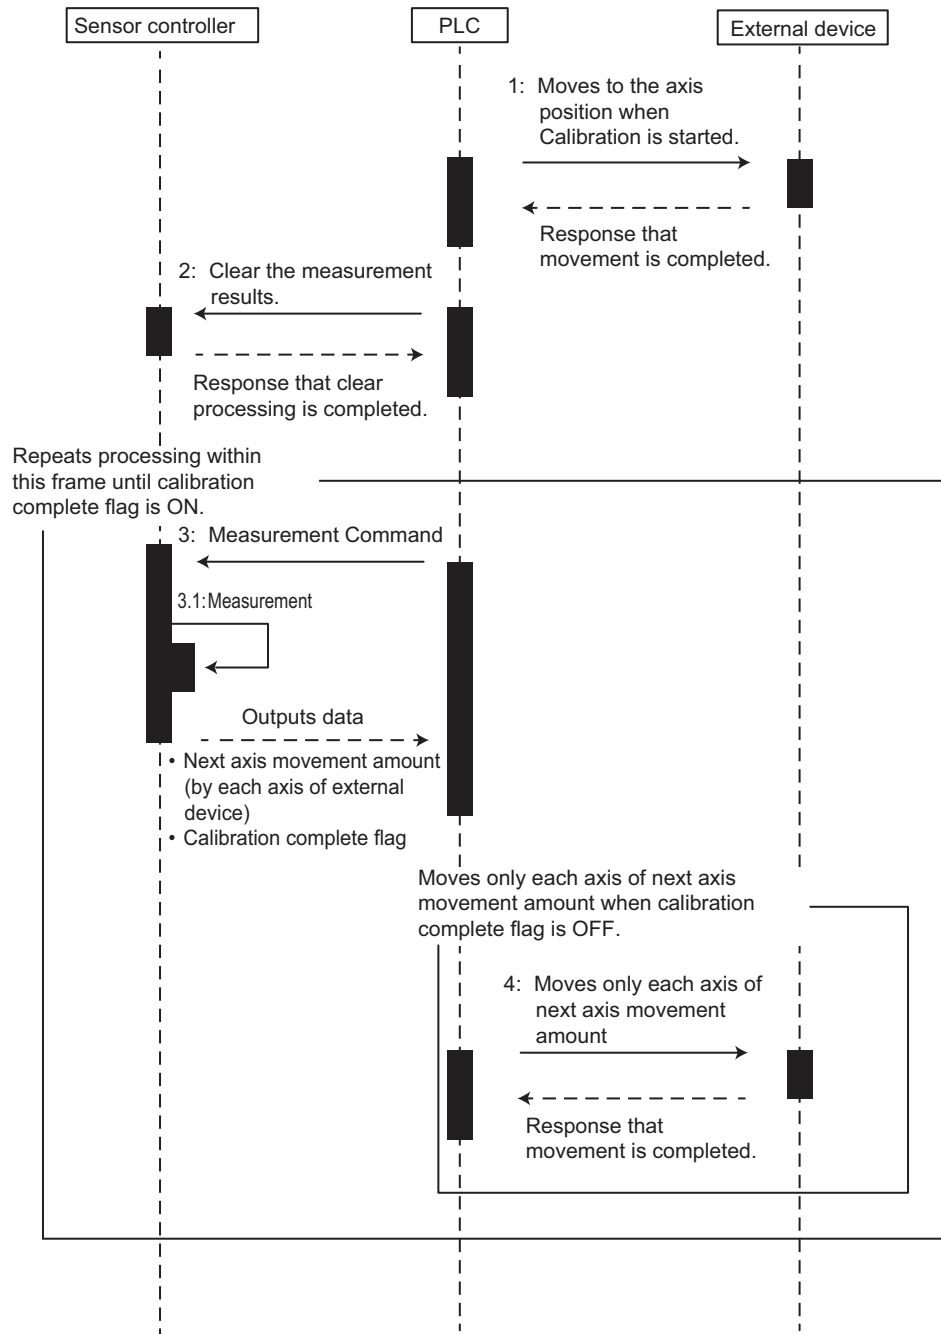 Sensor controller
PLC
External device
1: Moves to the axis
position when
Calibration is started.
Response that
movement is completed.
2: Clear the measurement
results.
Response that clear
processing is completed.
Repeats processing within
this frame until calibration
complete flag is ON.
3: Measurement Command
3.1:Measurement
Outputs data
• Next axis movement amount
(by each axis of external
device)
• Calibration complete flag
Moves only each axis of next axis
movement amount when calibration
complete flag is OFF.
4: Moves only each axis of
next axis movement
amount
Response that
movement is completed.